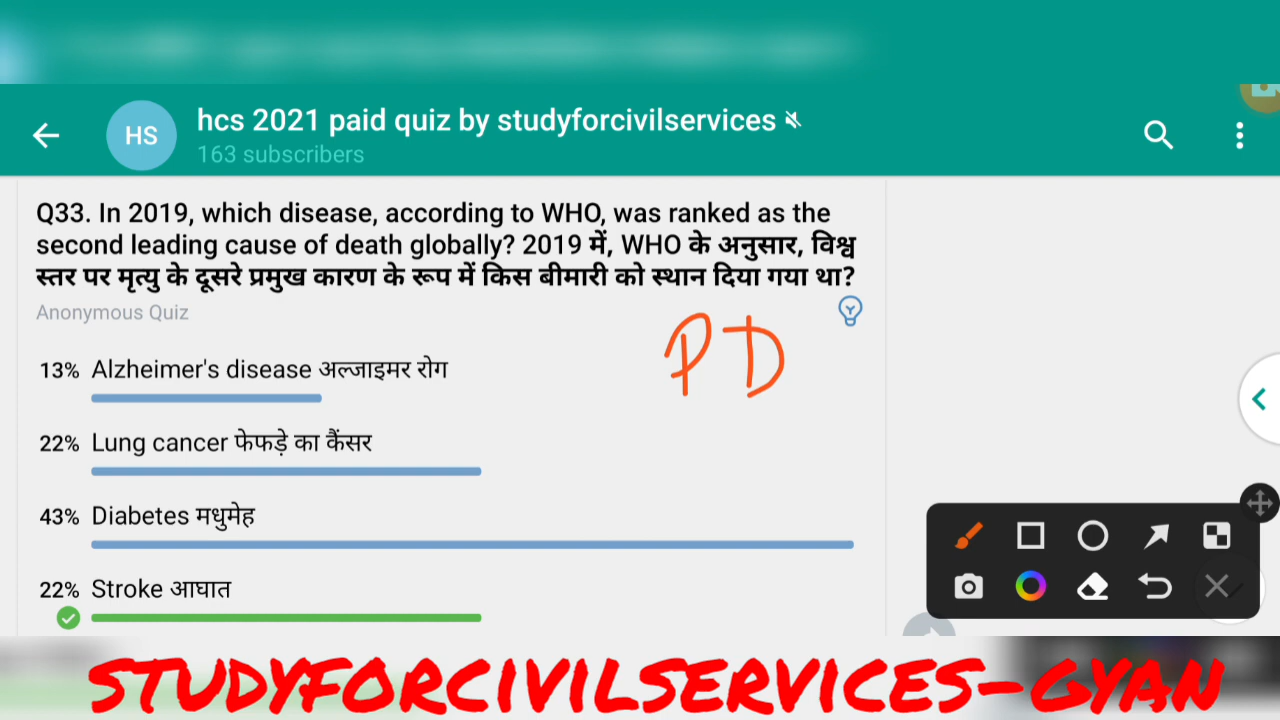 HS
hcs 2021 paid quiz by studyforcivilservices
163 subscribers
Q33. In 2019, which disease, according to WHO, was ranked as the
second leading cause of death globally? 2019 में, WHO के अनुसार, विश्व
स्तर पर मृत्यु के दूसरे प्रमुख कारण के रूप में किस बीमारी को स्थान दिया गया था?
Anonymous Quiz
PD
13% Alzheimer's disease अल्जाइमर रोग
22% Lung cancer फेफड़े का कैंसर
43% Diabetes मधुमेह
22% Stroke आघात
STUDYFORCIVILSERVICES-GYAN